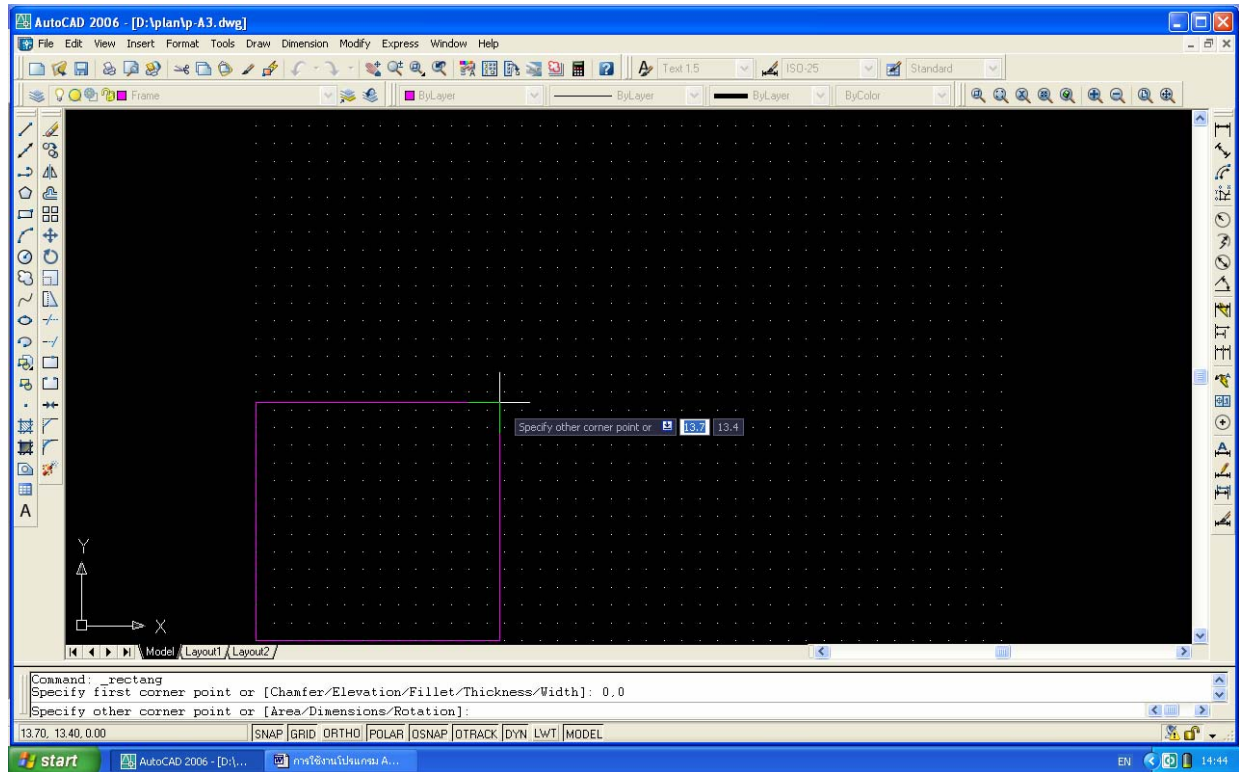 AutoCAD 2006 - [D:\plan\p-A3.dwg]
File Edit View Insert Format Tools Draw Dimension Modify Express Window Help
Text 1.5 ISO-25 Standard
Frame ByLayer ByLayer ByLayer ByColor
Specify other corner point or 13.7 13.4
Y
X
Model Layout1 Layout2
Command: _rectang
Specify first corner point or [Chamfer/Elevation/Fillet/Thickness/Width]: 0,0
Specify other corner point or [Area/Dimensions/Rotation]:
13.70, 13.40, 0.00 SNAP GRID ORTHO POLAR OSNAP OTRACK DYN LWT MODEL
start AutoCAD 2006 - [D:\... การใช้งานโปรแกรม A... EN 14:44